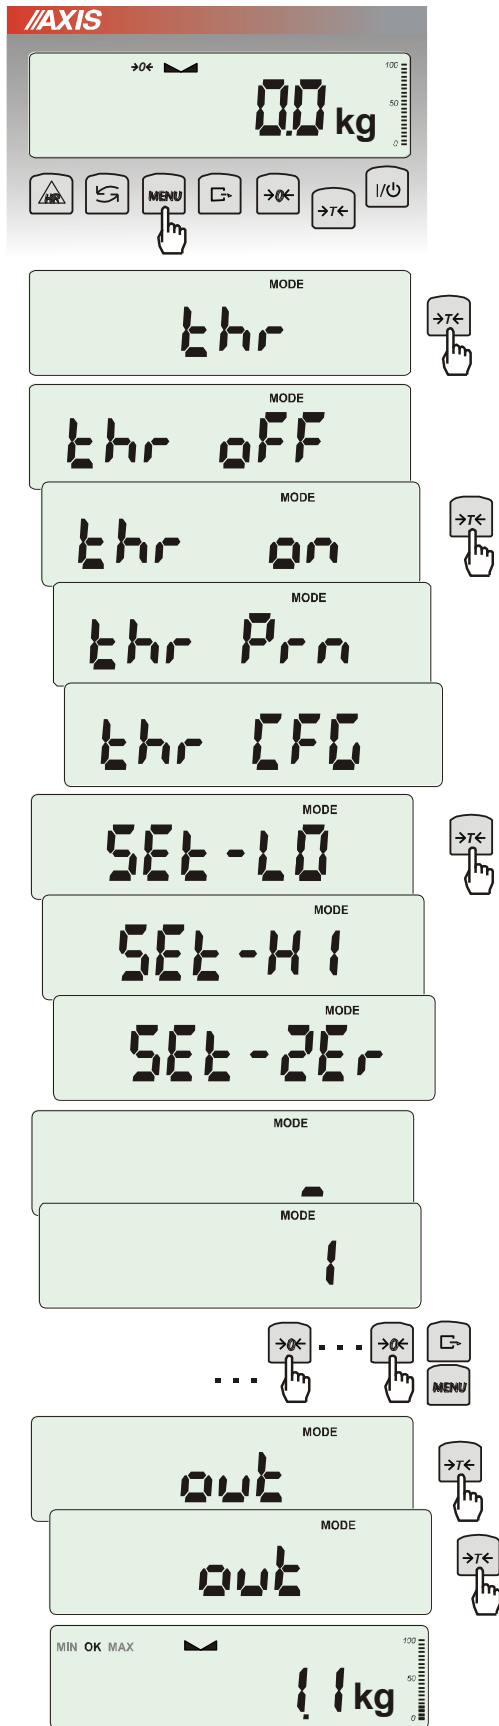 AXIS
→0← 100
50
0
0.0 kg
HR MENU →0← →T← I/⏻
MODE
thr
→T←
MODE
thr oFF
MODE
thr on
→T←
MODE
thr Prn
thr CFG
MODE
SEt-LO
→T←
MODE
SEt-HI
MODE
SEt-2Er
MODE
_
MODE
1
→0← ... →0←
...
MENU
MODE
out
→T←
MODE
out
→T←
MIN OK MAX 100
50
0
1.1 kg